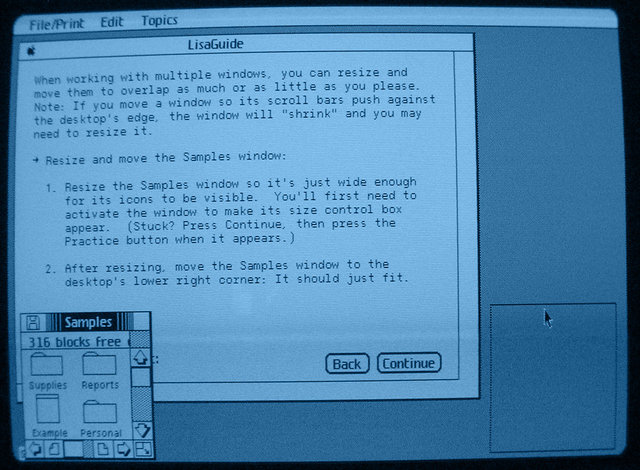 File/Print Edit Topics
LisaGuide
When working with multiple windows, you can resize and
move them to overlap as much or as little as you please.
Note: If you move a window so its scroll bars push against
the desktop's edge, the window will "shrink" and you may
need to resize it.
→ Resize and move the Samples window:
1. Resize the Samples window so it's just wide enough
for its icons to be visible. You'll first need to
activate the window to make its size control box
appear. (Stuck? Press Continue, then press the
Practice button when it appears.)
2. After resizing, move the Samples window to the
desktop's lower right corner: It should just fit.
Samples
316 blocks free
Supplies Reports
Example Personal
Back Continue